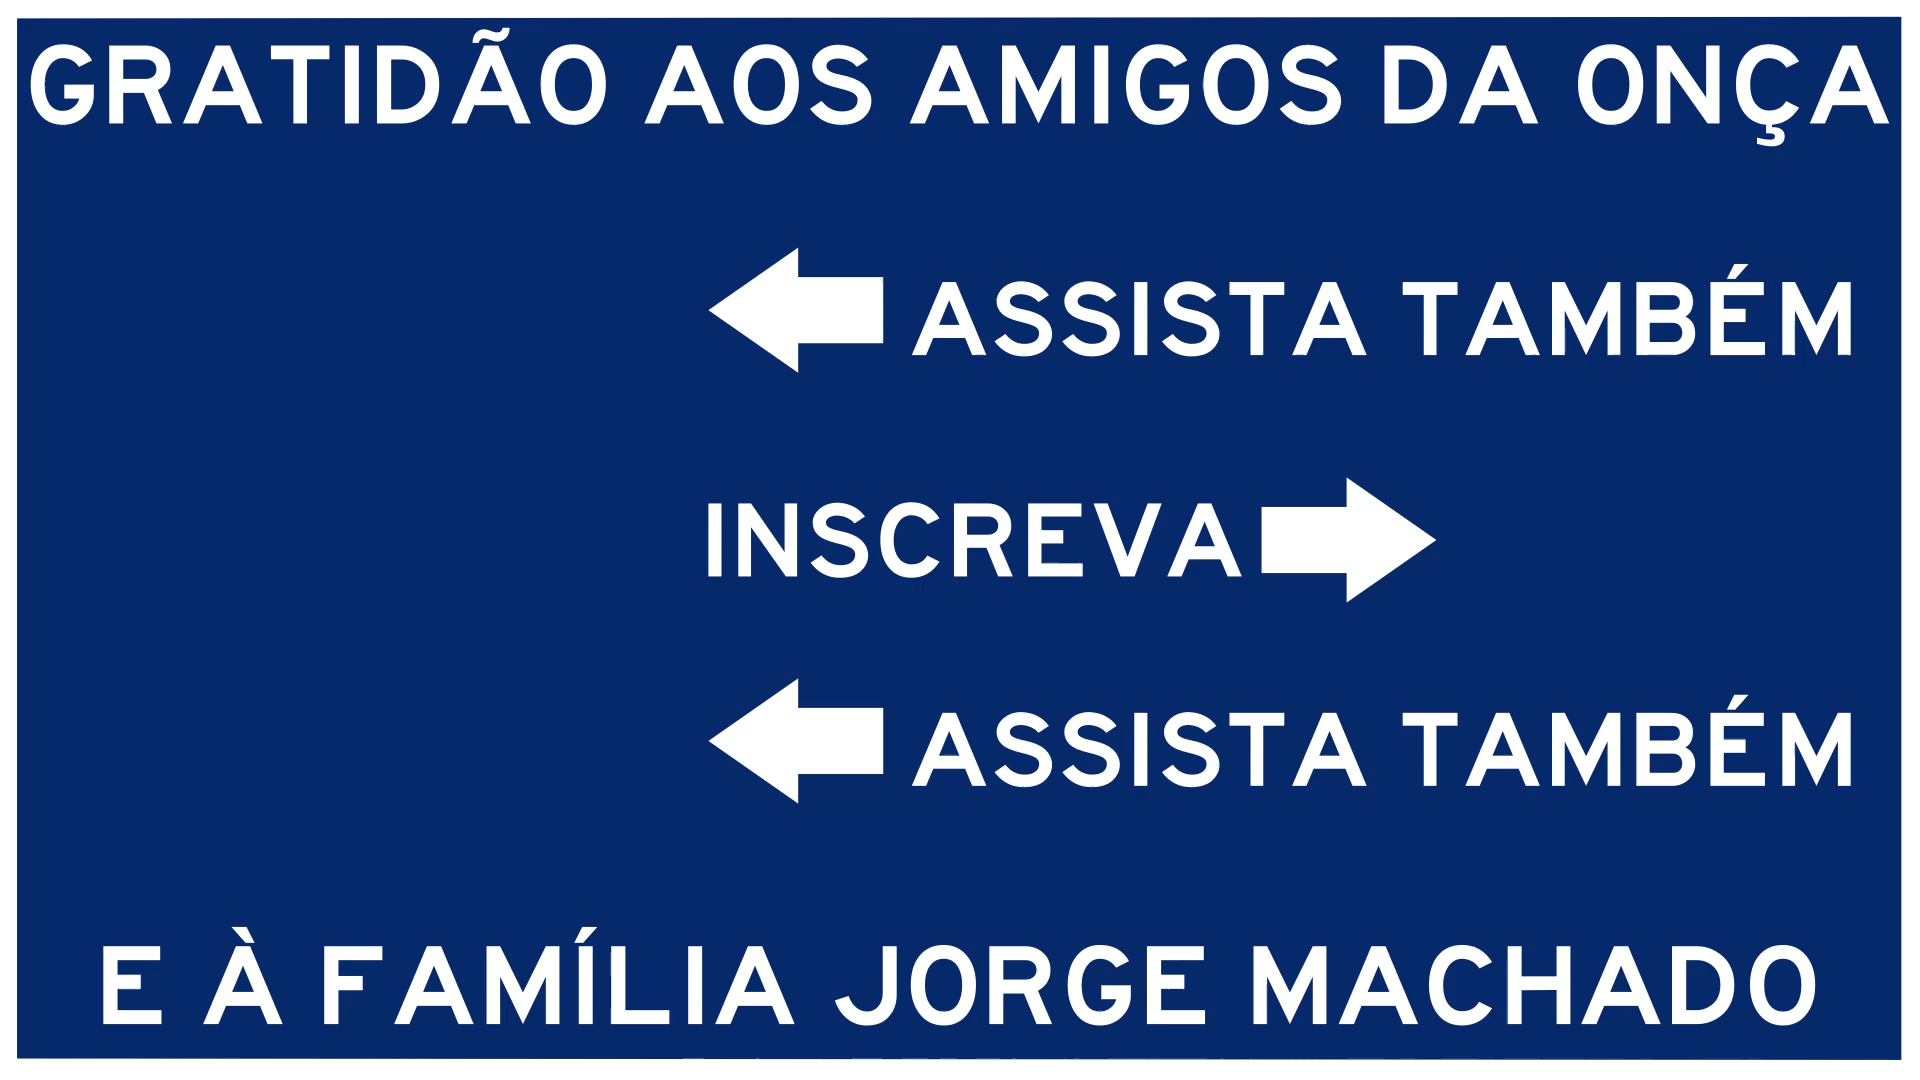 GRATIDÃO AOS AMIGOS DA ONÇA
ASSISTA TAMBÉM
INSCREVA
ASSISTA TAMBÉM
E À FAMÍLIA JORGE MACHADO